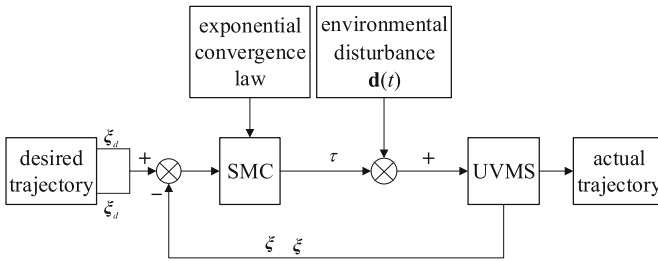 exponential
convergence
law
environmental
disturbance
d(t)
ξd
desired
trajectory
ξd
+
−
SMC
τ
+
UVMS
actual
trajectory
ξ ξ